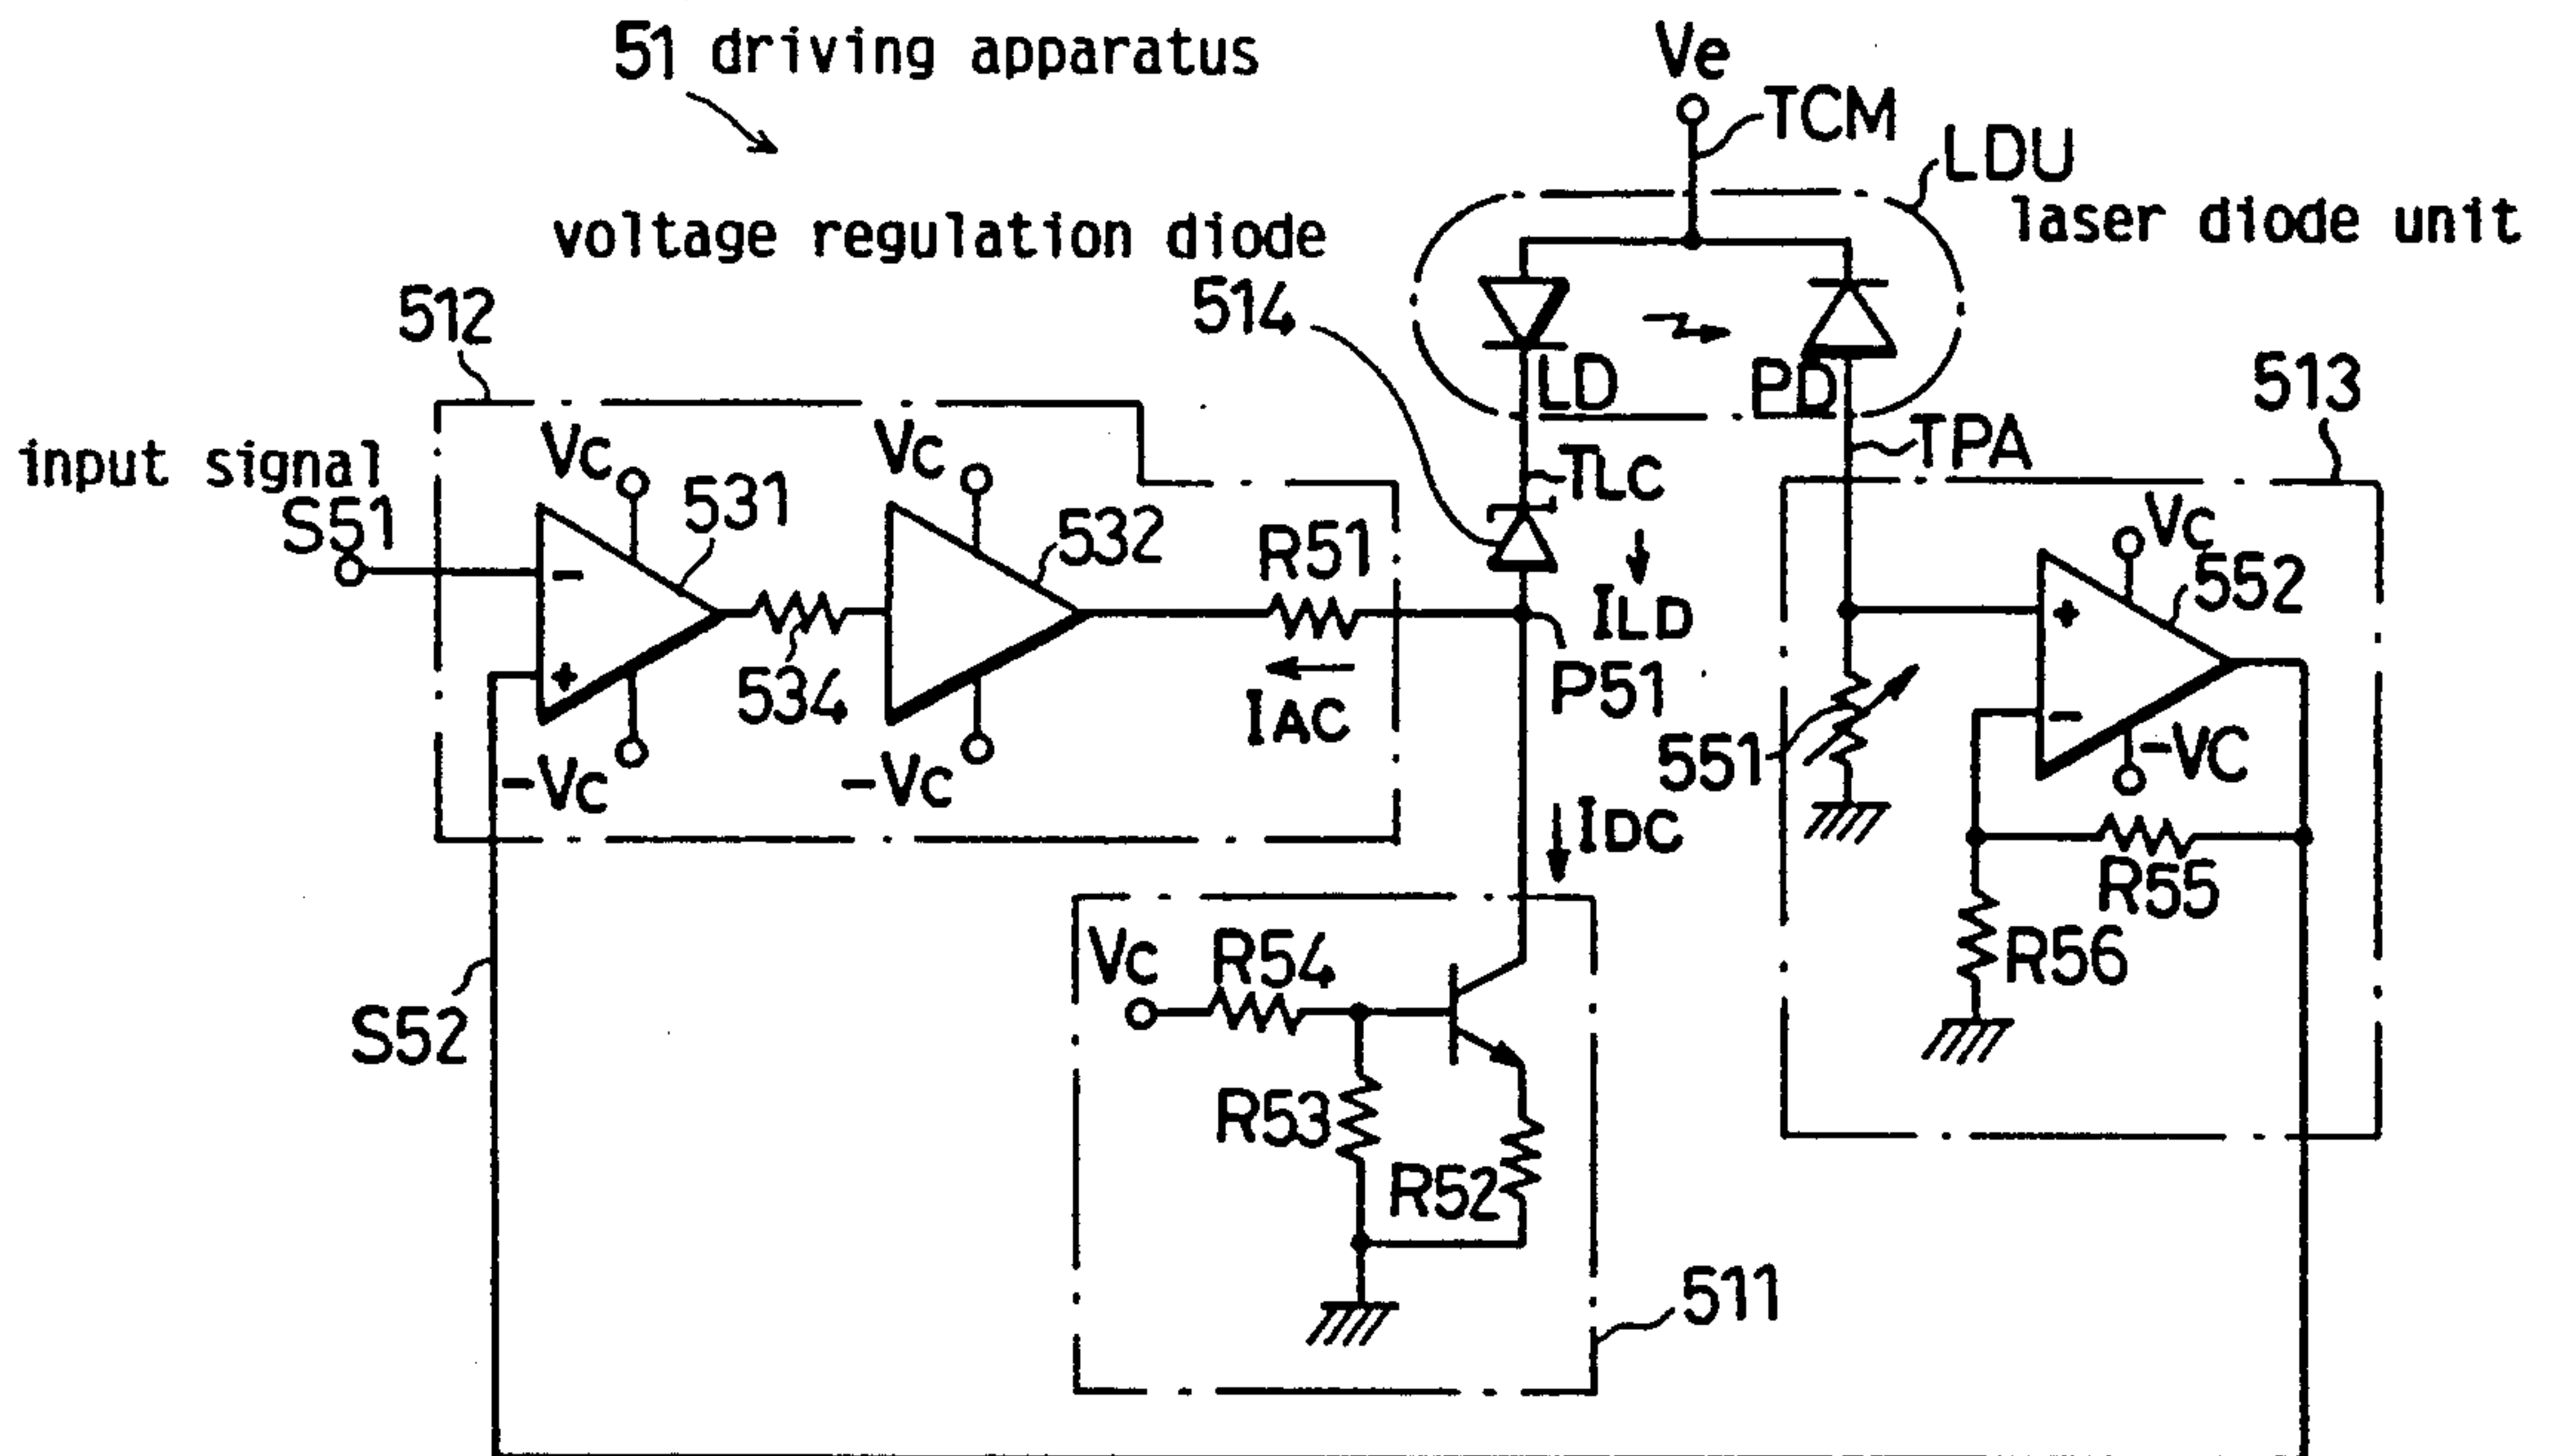 51 driving apparatus
Ve
TCM
LDU
laser diode unit
voltage regulation diode
514
512
LD
PD
513
input signal
S51
Vc
531
Vc
532
R51
TLC
TPA
Vc
552
-
+
534
IAC
ILD
P51
+
-
551
-VC
-Vc
-Vc
IDC
R55
R56
Vc
R54
S52
R53
R52
511